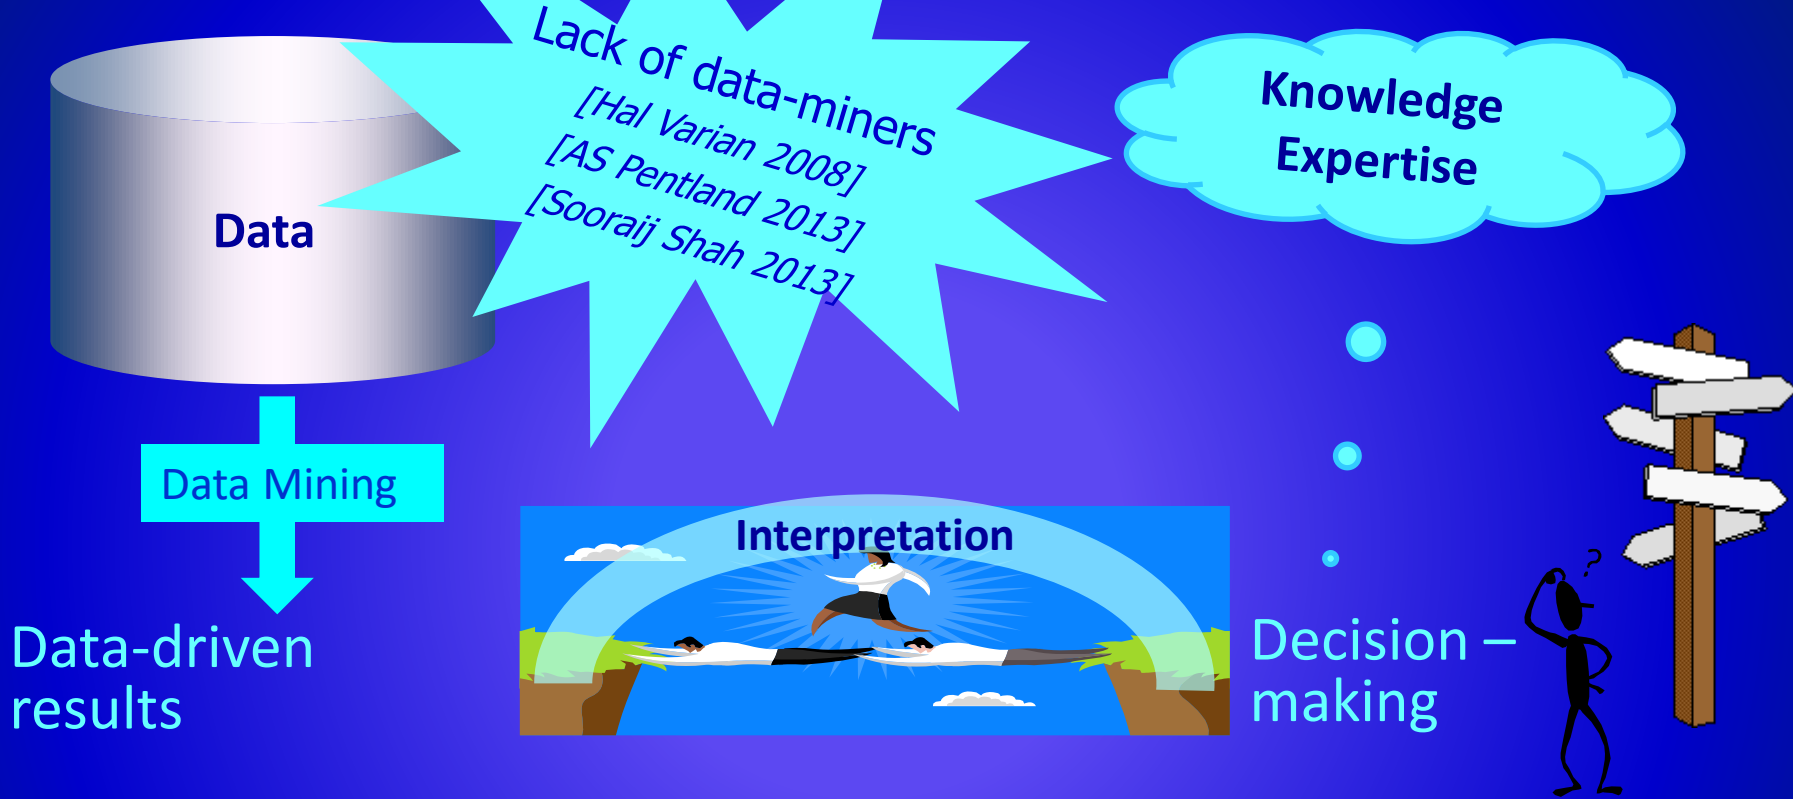 Lack of data-miners
[Hal Varian 2008]
[AS Pentland 2013]
[Sooraij Shah 2013]
Knowledge
Expertise
Data
Data Mining
Interpretation
?
Data-driven
results
Decision –
making